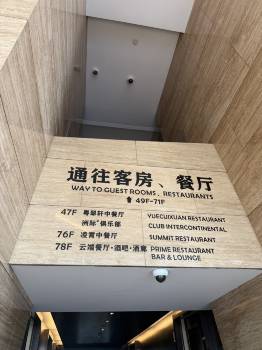 通往客房、餐厅
WAY TO GUEST ROOMS、RESTAURANTS
⬆ 49F-71F
47F 粤翠轩中餐厅 YUECUIXUAN RESTAURANT
洲际®俱乐部 CLUB INTERCONTINENTAL
76F 凌霄中餐厅 SUMMIT RESTAURANT
78F 云端餐厅·酒吧·酒廊 PRIME RESTAURANT
BAR & LOUNGE